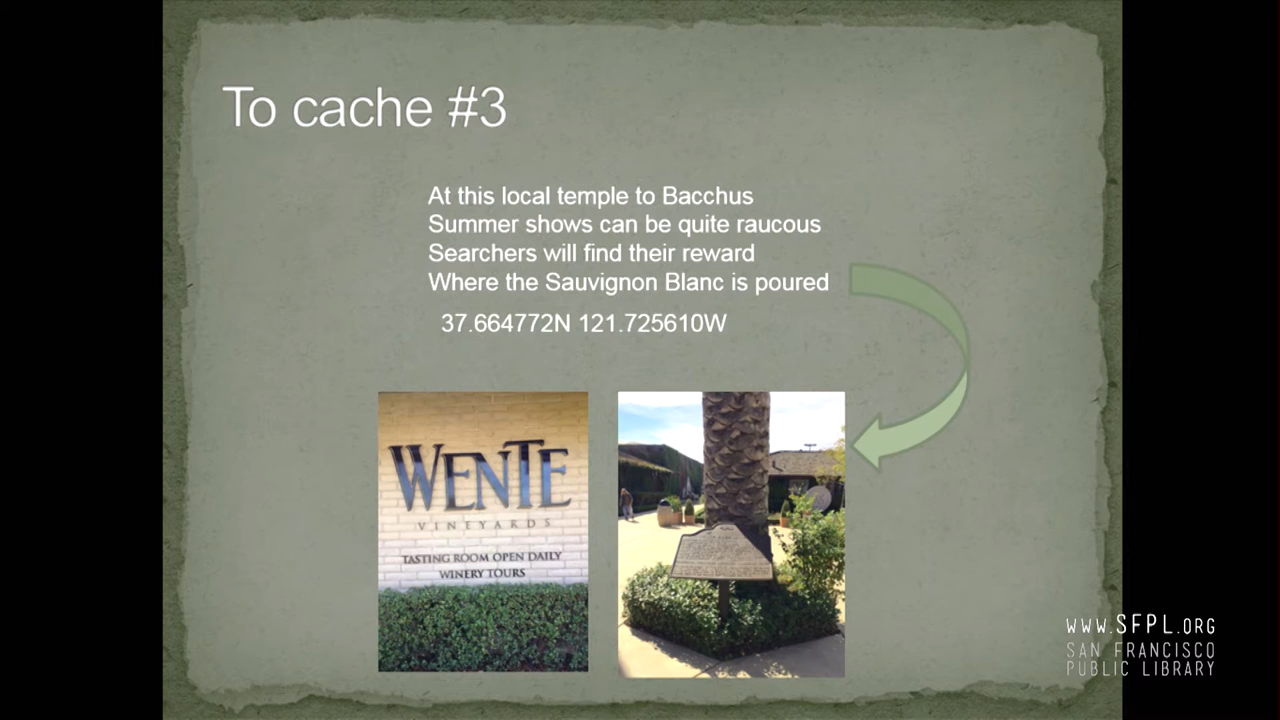 To cache #3
At this local temple to Bacchus
Summer shows can be quite raucous
Searchers will find their reward
Where the Sauvignon Blanc is poured
37.664772N 121.725610W
WENTE
VINEYARDS
TASTING ROOM OPEN DAILY
WINERY TOURS
WWW.SFPL.ORG
SAN FRANCISCO
PUBLIC LIBRARY